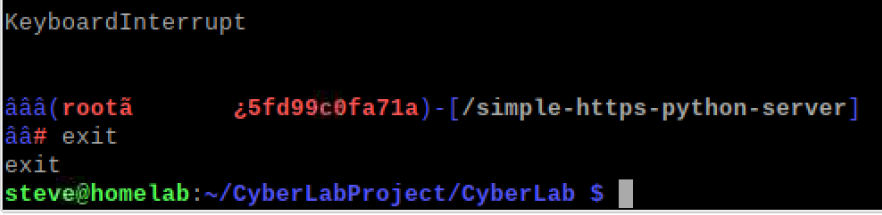 KeyboardInterrupt
âââ(rootã        ¿5fd99c0fa71a)-[/simple-https-python-server]
ââ# exit
exit
steve@homelab:~/CyberLabProject/CyberLab $